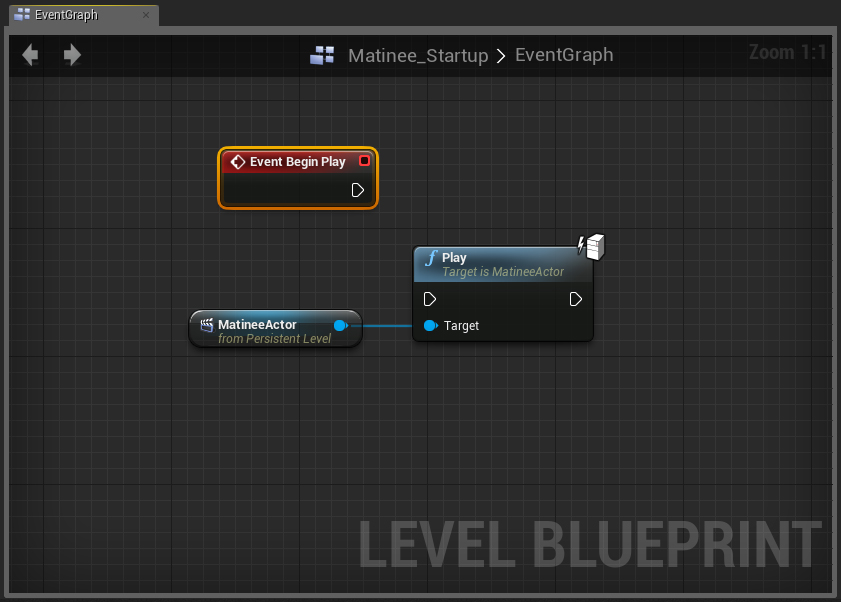 EventGraph
Matinee_Startup > EventGraph
Zoom 1:1
Event Begin Play
Play
Target is MatineeActor
Target
MatineeActor
from Persistent Level
LEVEL BLUEPRINT